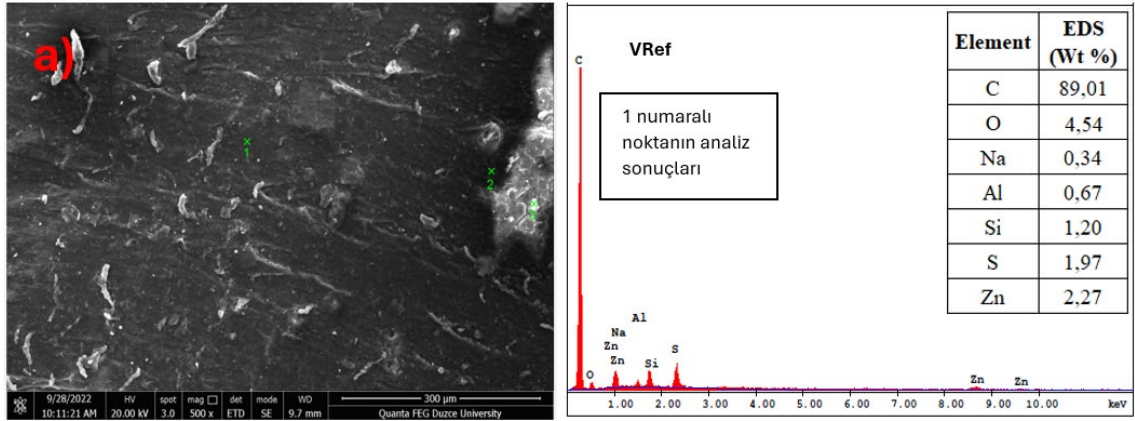 a)
1
2
3
9/28/2022 HV spot mag □ det mode WD 300 µm
10:11:21 AM 20.00 kV 3.0 500 x ETD SE 9.7 mm Quanta FEG Duzce University
VRef
1 numaralı
noktanın analiz
sonuçları
Element EDS (Wt %)
C 89,01
O 4,54
Na 0,34
Al 0,67
Si 1,20
S 1,97
Zn 2,27
C
O
Zn
Na
Zn
Al
Si
S
Zn
Zn
1.00 2.00 3.00 4.00 5.00 6.00 7.00 8.00 9.00 10.00 keV